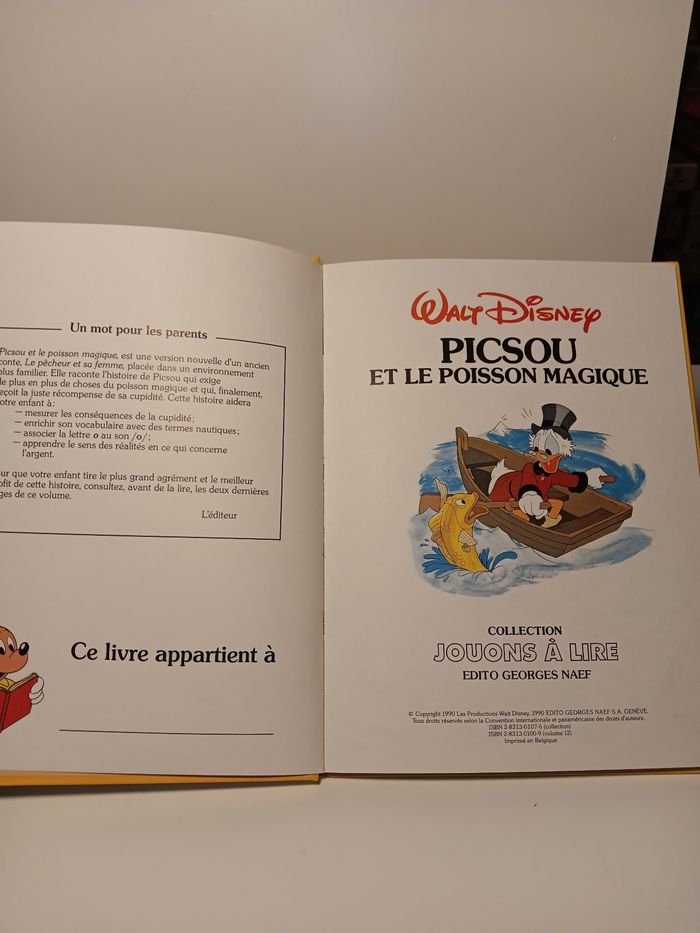 Un mot pour les parents
Picsou et le poisson magique, est une version nouvelle d'un ancien
conte, Le pêcheur et sa femme, placée dans un environnement
plus familier. Elle raconte l'histoire de Picsou qui exige
de plus en plus de choses du poisson magique et qui, finalement,
reçoit la juste récompense de sa cupidité. Cette histoire aidera
otre enfant à :
— mesurer les conséquences de la cupidité ;
— enrichir son vocabulaire avec des termes nautiques ;
— associer la lettre o au son /o/ ;
— apprendre le sens des réalités en ce qui concerne
l'argent.
ur que votre enfant tire le plus grand agrément et le meilleur
ofit de cette histoire, consultez, avant de la lire, les deux dernières
ges de ce volume.
L'éditeur
Ce livre appartient à
WALT DISNEY
PICSOU
ET LE POISSON MAGIQUE
COLLECTION
JOUONS À LIRE
EDITO GEORGES NAEF
© Copyright 1990 Les Productions Walt Disney, 1990 EDITO GEORGES NAEF S.A. GENÈVE.
Tous droits réservés selon la Convention internationale et panaméricaine des droits d'auteurs.
ISBN 2-8313-0107-6 (collection)
ISBN 2-8313-0100-9 (volume 12)
Imprimé en Belgique